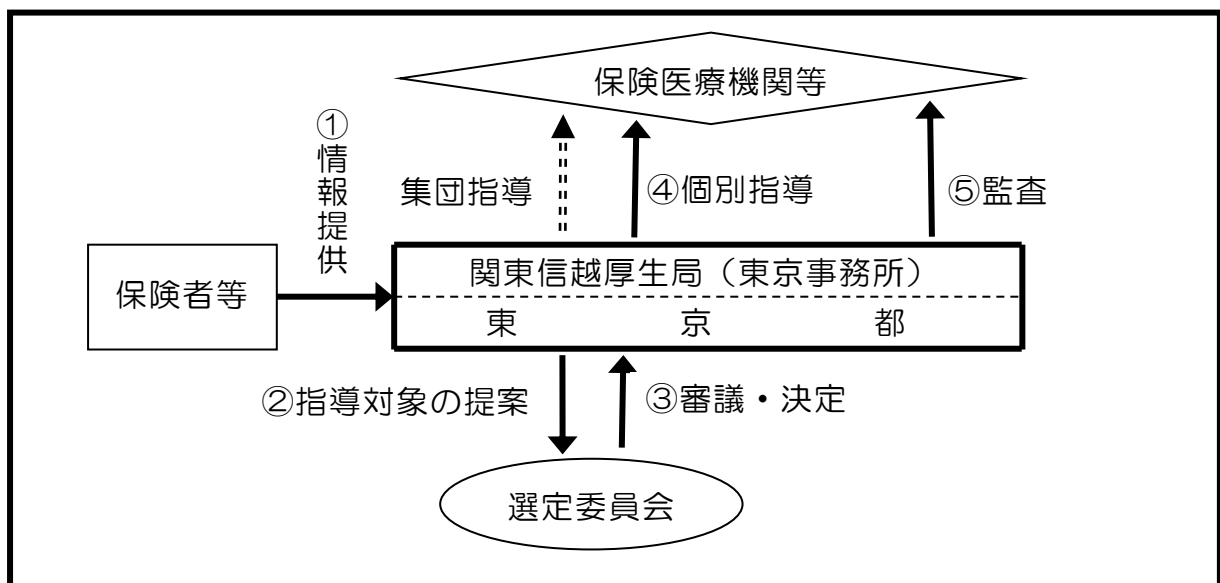 保険医療機関等
①情報提供
集団指導
④個別指導
⑤監査
関東信越厚生局（東京事務所）
保険者等
東京都
②指導対象の提案
③審議・決定
選定委員会